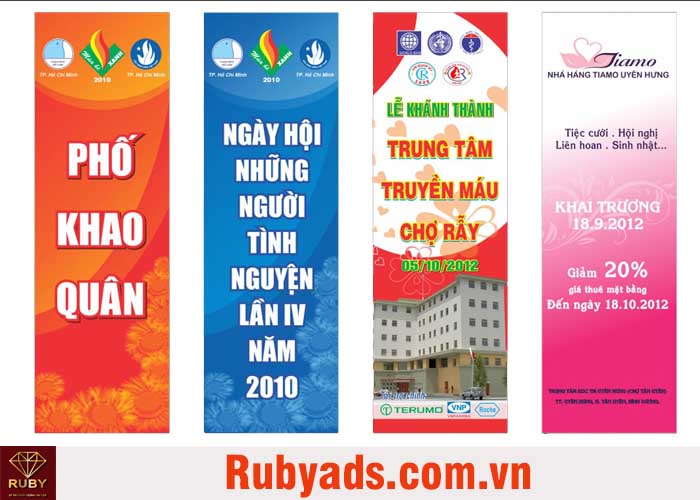 Mùa hè
XANH
2010
TP. Hồ Chí Minh
TP. Hồ Chí Minh
PHỐ
KHAO
QUÂN
Mùa hè
XANH
2010
TP. Hồ Chí Minh
TP. Hồ Chí Minh
NGÀY HỘI
NHỮNG
NGƯỜI
TÌNH
NGUYỆN
LẦN IV
NĂM
2010
LỄ KHÁNH THÀNH
TRUNG TÂM
TRUYỀN MÁU
CHỢ RẪY
05/10/2012
TERUMO
VNP
Roche
Tiamo
NHÀ HÀNG TIAMO UYÊN HƯNG
Tiệc cưới . Hội nghị
Liên hoan . Sinh nhật...
KHAI TRƯƠNG
18.9.2012
Giảm 20%
giá thuê mặt bằng
Đến ngày 18.10.2012
RUBY
Rubyads.com.vn